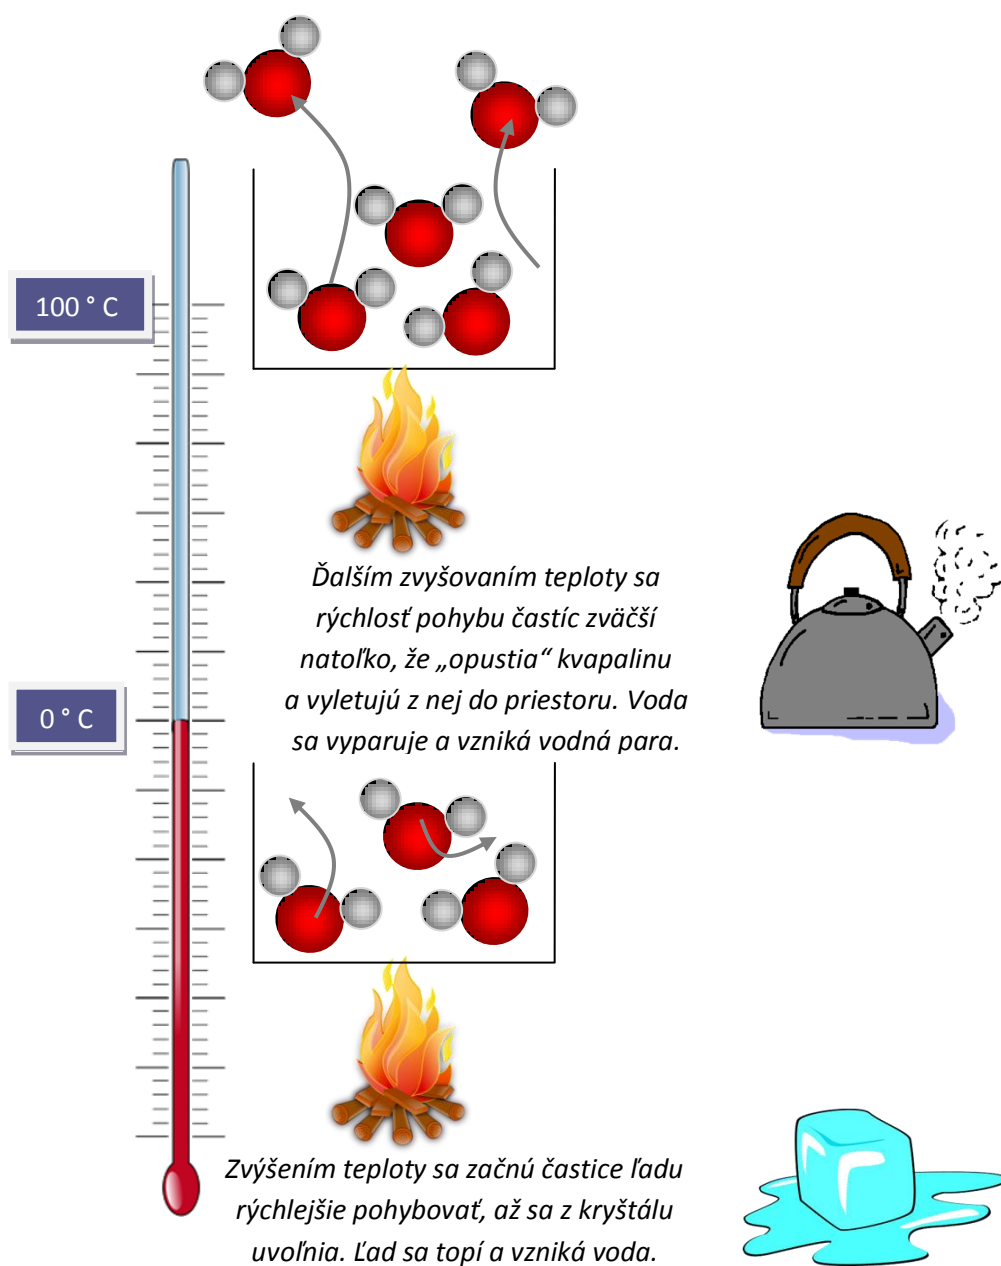 100 ° C
Ďalším zvyšovaním teploty sa
rýchlosť pohybu častíc zväčší
natoľko, že „opustia“ kvapalinu
a vyletujú z nej do priestoru. Voda
sa vyparuje a vzniká vodná para.
0 ° C
Zvýšením teploty sa začnú častice ľadu
rýchlejšie pohybovať, až sa z kryštálu
uvoľnia. Ľad sa topí a vzniká voda.